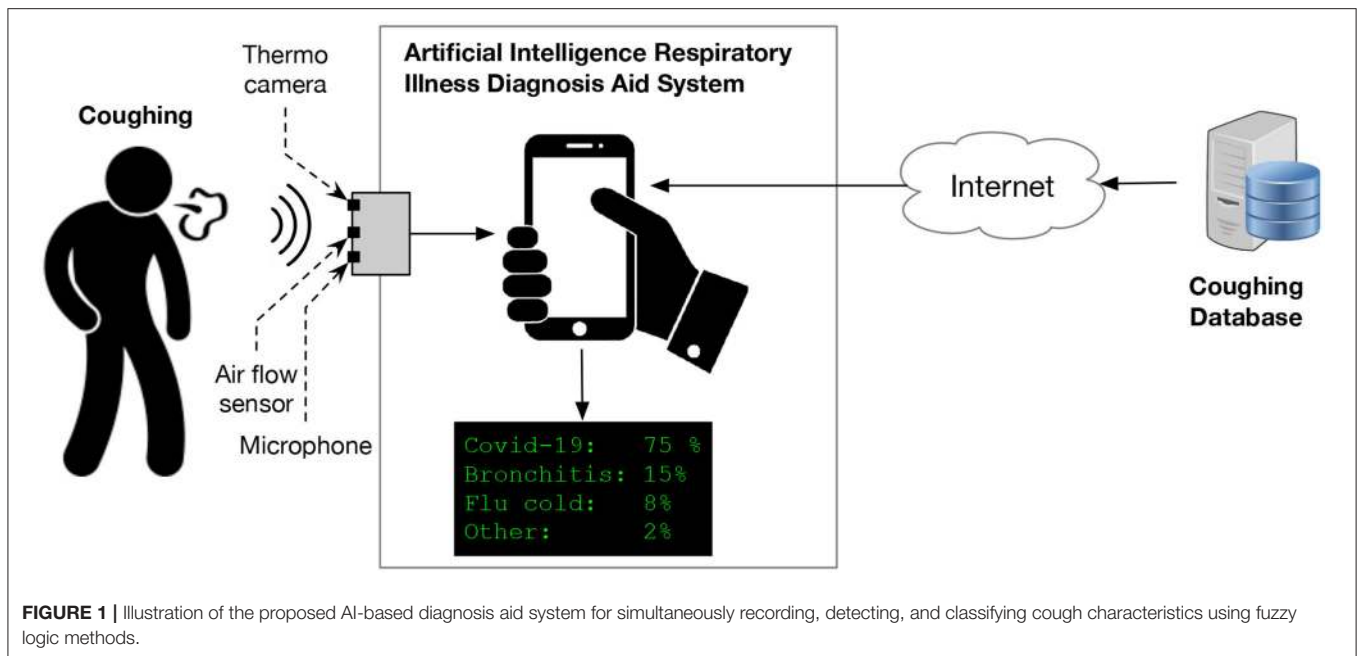 Thermo
camera
Coughing
Artificial Intelligence Respiratory
Illness Diagnosis Aid System
Internet
Coughing
Database
Air flow
sensor
Microphone
Covid-19: 75 %
Bronchitis: 15%
Flu cold: 8%
Other: 2%
FIGURE 1 | Illustration of the proposed AI-based diagnosis aid system for simultaneously recording, detecting, and classifying cough characteristics using fuzzy
logic methods.